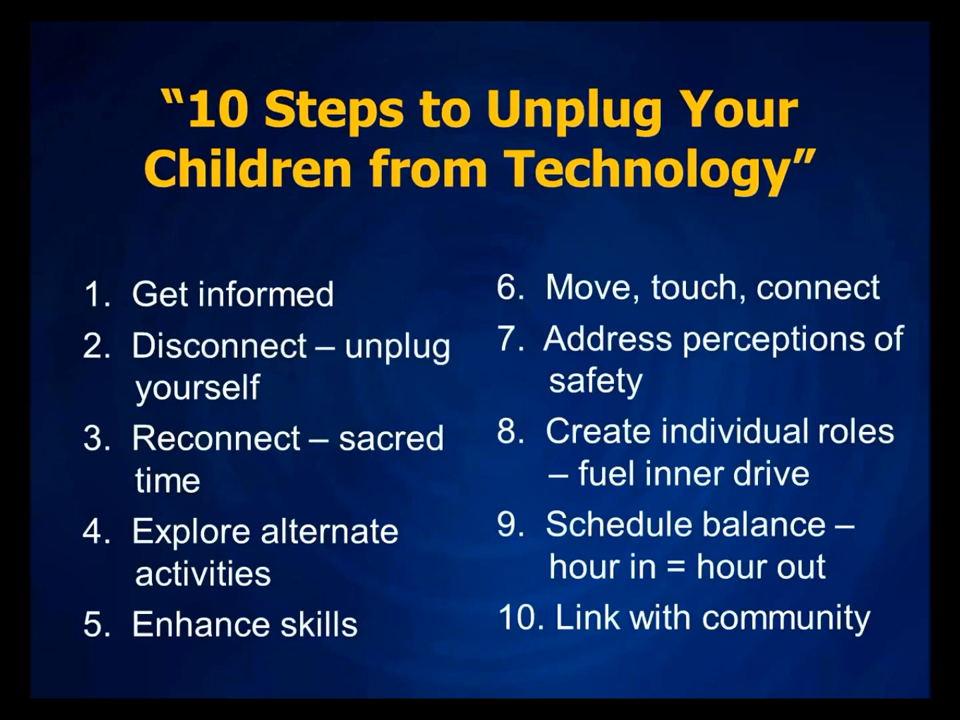 “10 Steps to Unplug Your
Children from Technology”
1. Get informed
2. Disconnect – unplug
yourself
3. Reconnect – sacred
time
4. Explore alternate
activities
5. Enhance skills
6. Move, touch, connect
7. Address perceptions of
safety
8. Create individual roles
– fuel inner drive
9. Schedule balance –
hour in = hour out
10. Link with community